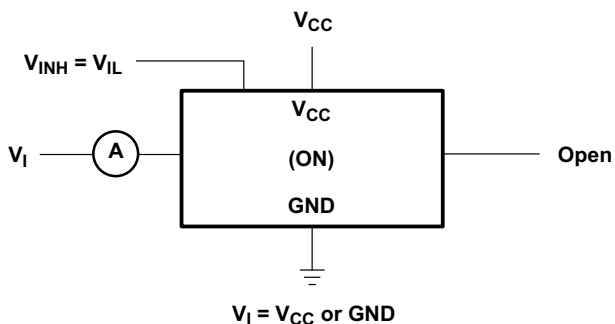 V_CC
V_INH = V_IL
V_CC
V_I
A
(ON)
Open
GND
V_I = V_CC or GND